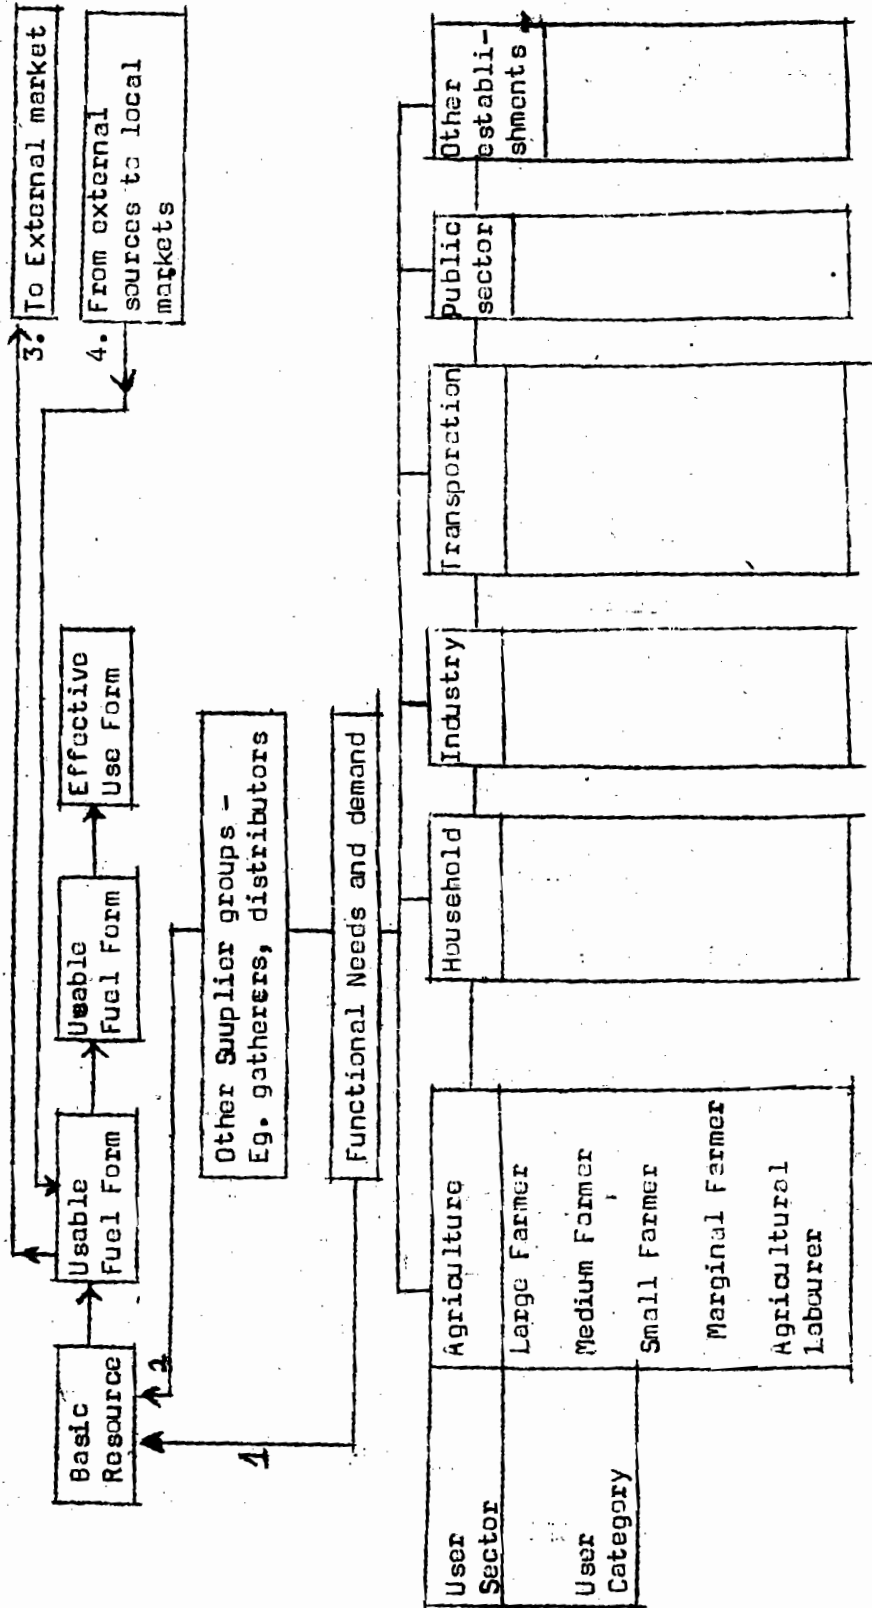 3. To External market
4. From external
sources to local
markets
Basic
Resource
Usable
Fuel Form
Usable
Fuel Form
Effective
Use Form
2
1
Other Suuplier groups -
Eg. gatherers, distributors
Functional Needs and demand
User
Sector
Agriculture
Household
Industry
Transporation
Public
sector
Other
establi-
shments
User
Category
Large Farmer
Medium Farmer
Small Farmer
Marginal Farmer
Agricultural
Labourer